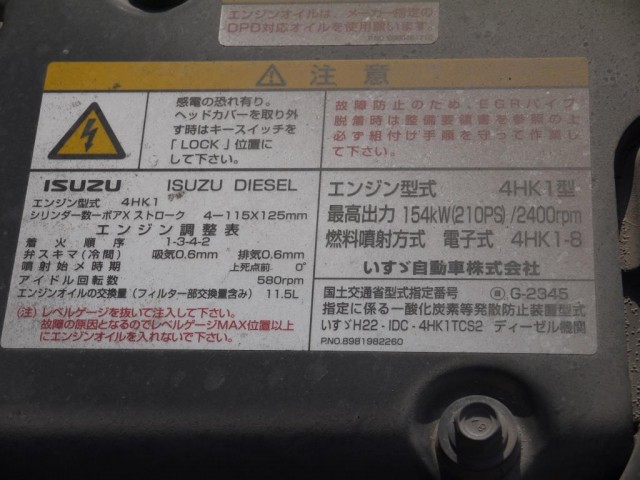 エンジンオイルは、メーカー指定の
DPD対応オイルを使用願います。
注意
感電の恐れ有り。
ヘッドカバーを取り外
す時はキースイッチを
「LOCK」位置に
して下さい。
故障防止のため、EGRパイプ
脱着時は整備要領書を参照の上
必ず組付け手順を守って作業し
て下さい。
ISUZU ISUZU DIESEL
エンジン型式 4HK1
シリンダー数ーボアXストローク 4ー115X125mm
エンジン調整表
着火順序 1-3-4-2
弁スキマ(冷間) 吸気0.6mm 排気0.6mm
噴射始メ時期 上死点前 0°
アイドル回転数 580rpm
エンジンオイルの交換量(フィルター部交換量含み) 11.5L
(注)レベルゲージを抜いて注入して下さい。
故障の原因となるのでレベルゲージMAX位置以上
にエンジンオイルを入れないで下さい。
エンジン型式 4HK1型
最高出力 154kW(210PS)/2400rpm
燃料噴射方式 電子式 4HK1-8
いすゞ自動車株式会社
国土交通省型式指定番号 G-2345
指定に係る一酸化炭素等発散防止装置型式
いすゞH22-IDC-4HK1TCS2 ディーゼル機関
P.NO.8981982260